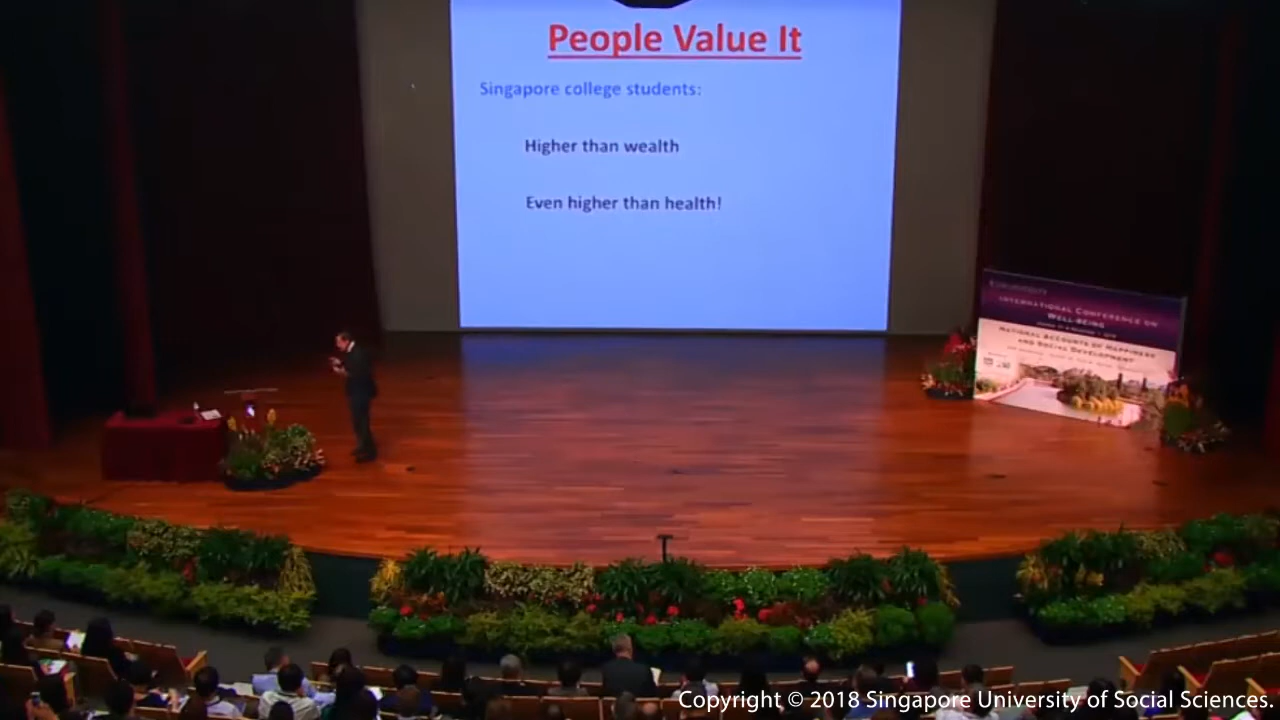 People Value It
Singapore college students:
Higher than wealth
Even higher than health!
International Conference on
Well-being
National Accounts of Happiness
and Social Development
Copyright © 2018 Singapore University of Social Sciences.